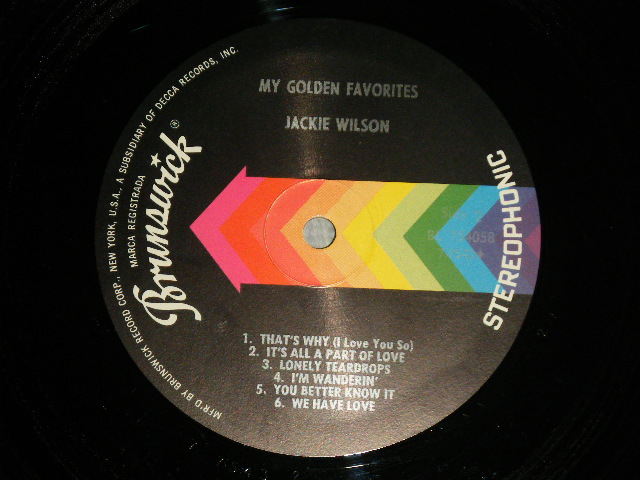 MY GOLDEN FAVORITES
JACKIE WILSON
Brunswick®
MARCA REGISTRADA
MFR'D BY BRUNSWICK RECORD CORP., NEW YORK, U.S.A., A SUBSIDIARY OF DECCA RECORDS, INC.
STEREOPHONIC
1. THAT'S WHY (I Love You So)
2. IT'S ALL A PART OF LOVE
3. LONELY TEARDROPS
4. I'M WANDERIN'
5. YOU BETTER KNOW IT
6. WE HAVE LOVE